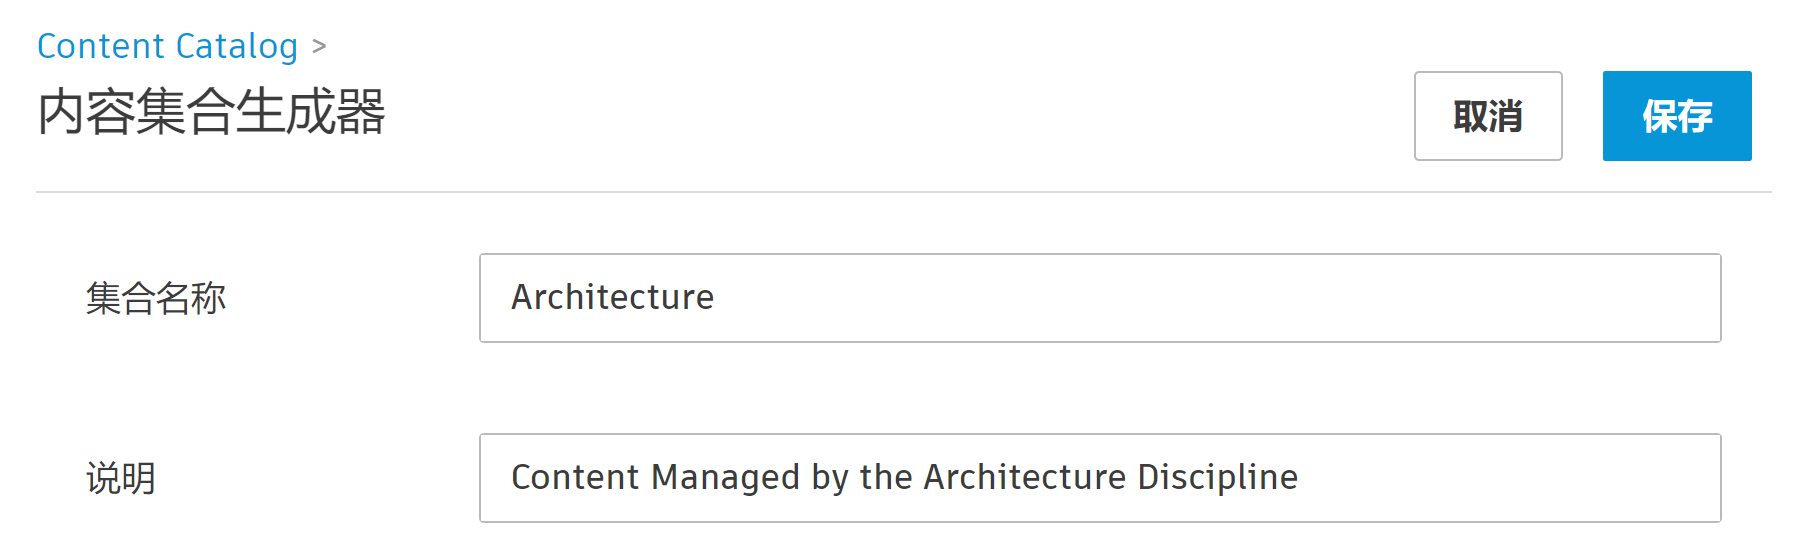 Content Catalog >
内容集合生成器
取消
保存
集合名称
Architecture
说明
Content Managed by the Architecture Discipline